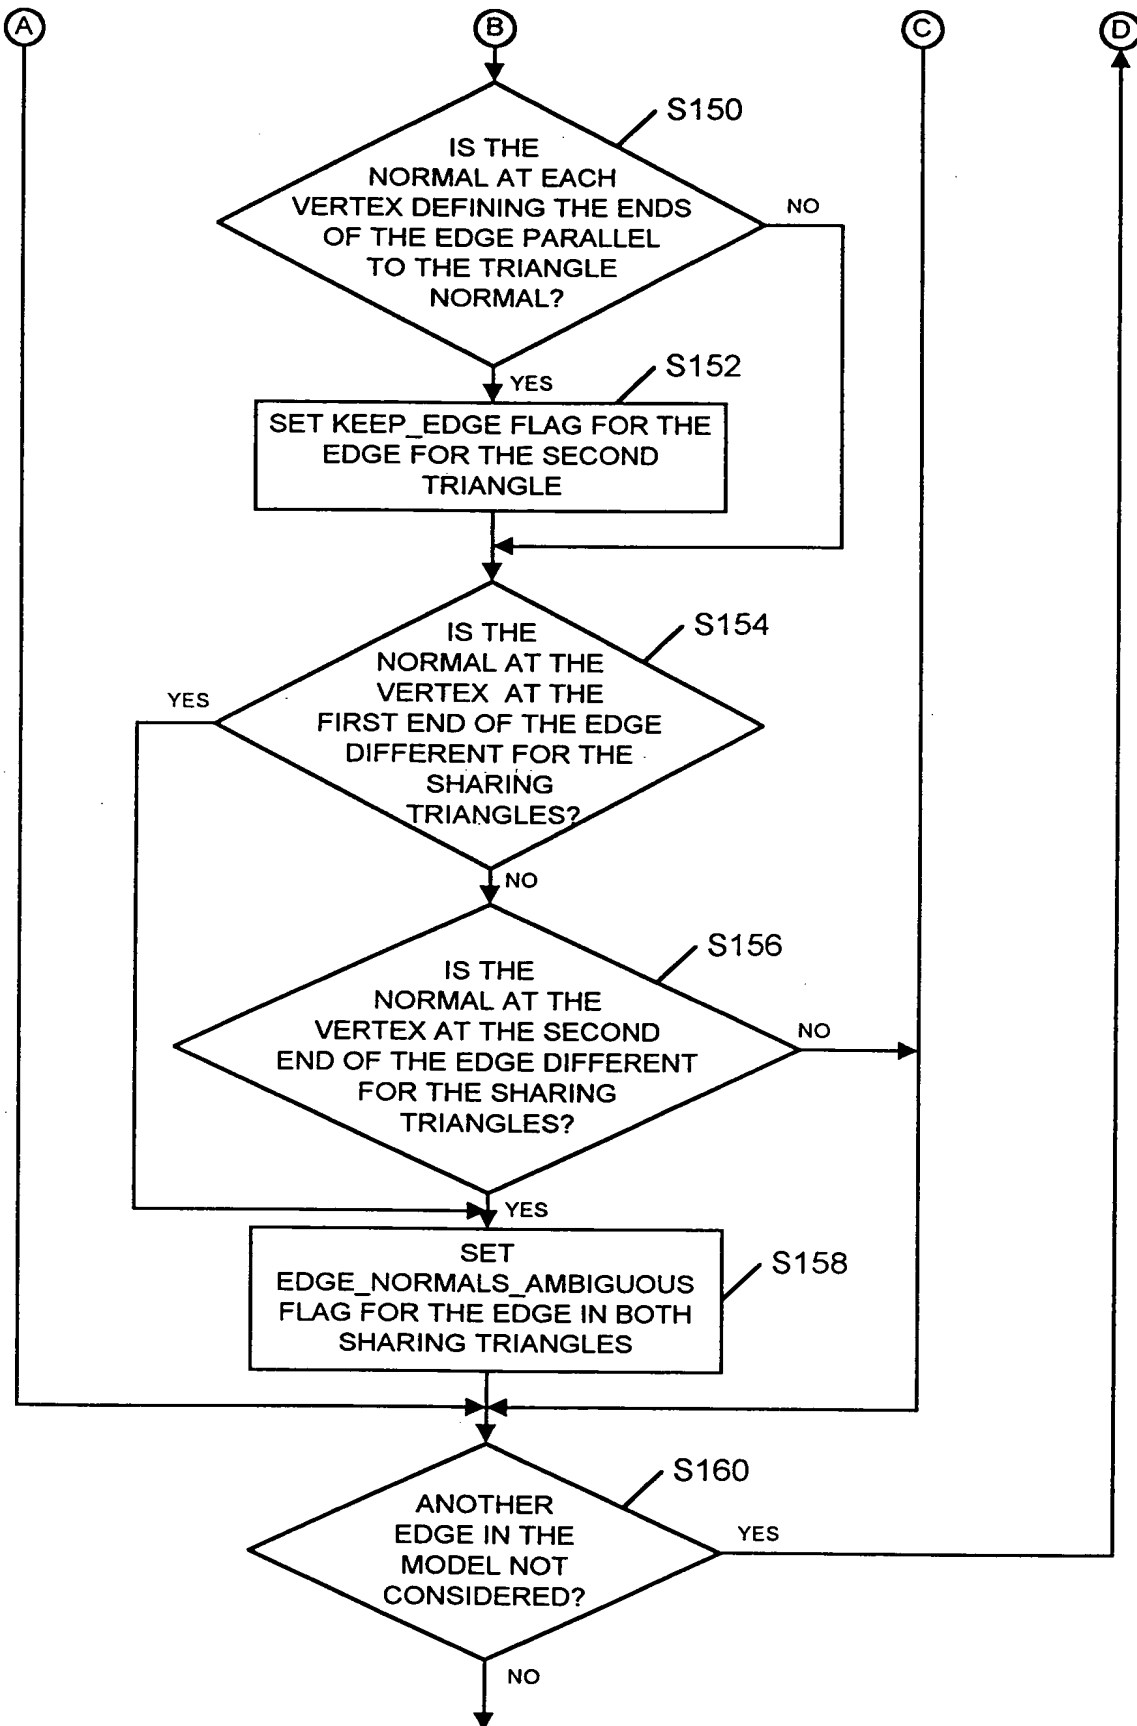 A
B
C
D
S150
IS THE
NORMAL AT EACH
VERTEX DEFINING THE ENDS
OF THE EDGE PARALLEL
TO THE TRIANGLE
NORMAL?
NO
YES
S152
SET KEEP_EDGE FLAG FOR THE
EDGE FOR THE SECOND
TRIANGLE
S154
IS THE
NORMAL AT THE
VERTEX AT THE
FIRST END OF THE EDGE
DIFFERENT FOR THE
SHARING
TRIANGLES?
YES
NO
S156
IS THE
NORMAL AT THE
VERTEX AT THE SECOND
END OF THE EDGE DIFFERENT
FOR THE SHARING
TRIANGLES?
NO
YES
SET
EDGE_NORMALS_AMBIGUOUS
FLAG FOR THE EDGE IN BOTH
SHARING TRIANGLES
S158
S160
ANOTHER
EDGE IN THE
MODEL NOT
CONSIDERED?
YES
NO